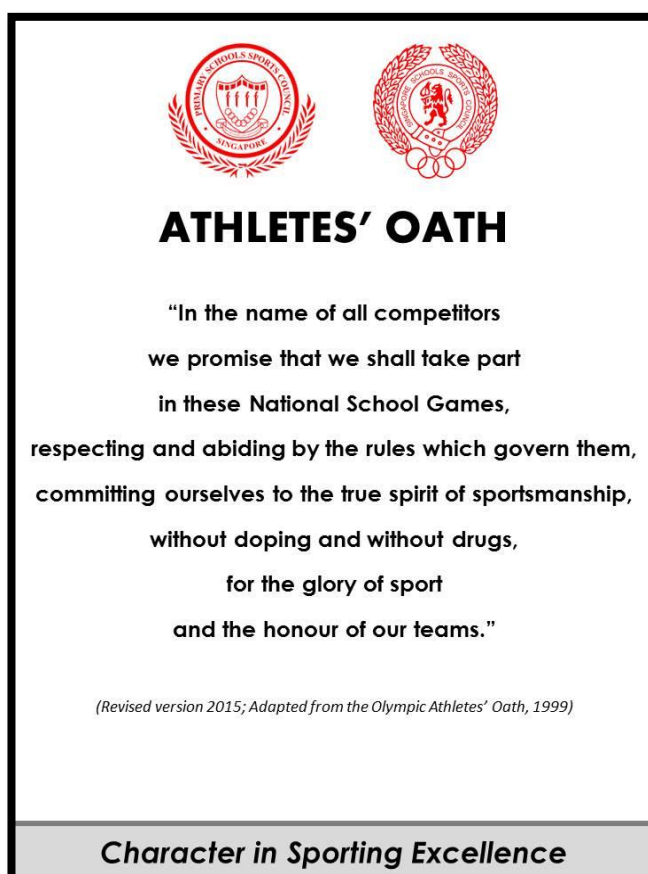 PRIMARY SCHOOLS SPORTS COUNCIL
SINGAPORE
SINGAPORE SCHOOLS SPORTS COUNCIL
ATHLETES’ OATH
“In the name of all competitors
we promise that we shall take part
in these National School Games,
respecting and abiding by the rules which govern them,
committing ourselves to the true spirit of sportsmanship,
without doping and without drugs,
for the glory of sport
and the honour of our teams.”
(Revised version 2015; Adapted from the Olympic Athletes’ Oath, 1999)
Character in Sporting Excellence